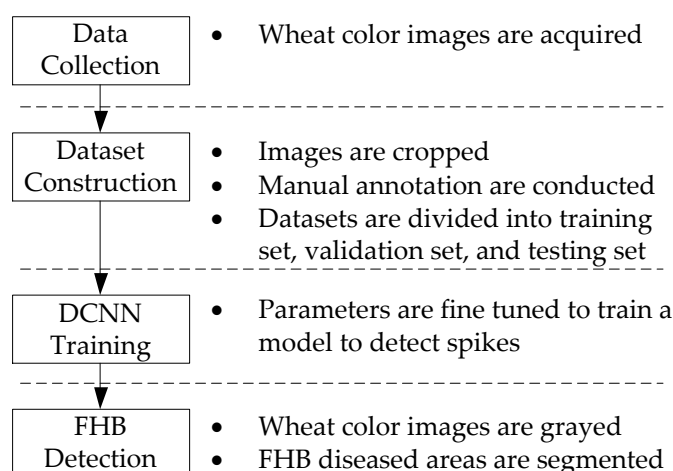 Data
Collection
• Wheat color images are acquired
Dataset
Construction
• Images are cropped
• Manual annotation are conducted
• Datasets are divided into training
set, validation set, and testing set
DCNN
Training
• Parameters are fine tuned to train a
model to detect spikes
FHB
Detection
• Wheat color images are grayed
• FHB diseased areas are segmented